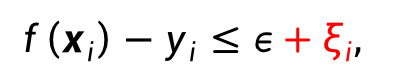 f(xᵢ) − yᵢ ≤ ϵ + ξᵢ,